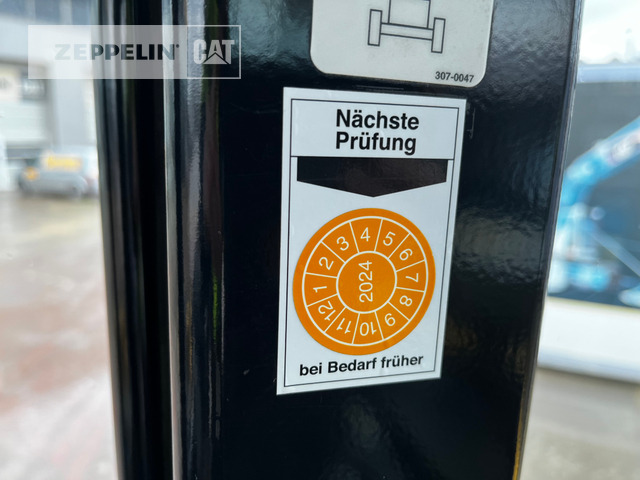 ZEPPELIN CAT
307-0047
Nächste
Prüfung
1 2 3 4 5 6 7 8 9 10 11 12
2024
bei Bedarf früher